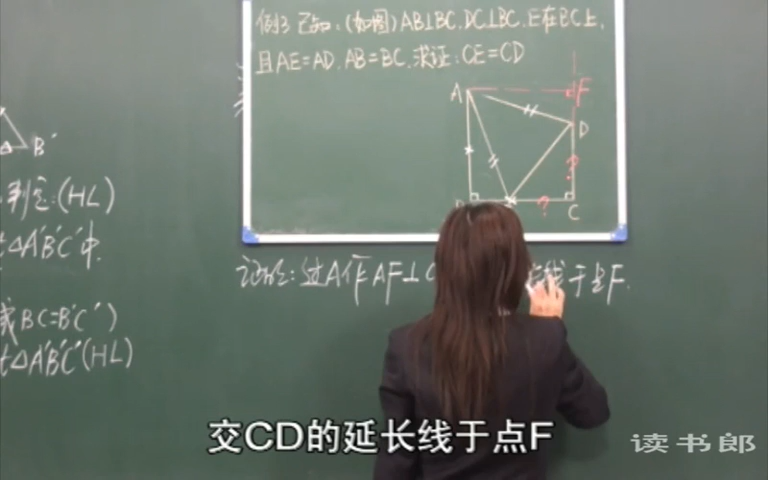 例3 已知:(如图)AB⊥BC.DC⊥BC.E在BC上,
且AE=AD.AB=BC.求证:CE=CD
A
F
D
?
?
C
B'
判定:(HL)
△A'B'C'中.
或BC=B'C')
t△A'B'C'(HL)
证明:过A作AF⊥C
长线于点F.
交CD的延长线于点F
读书郎